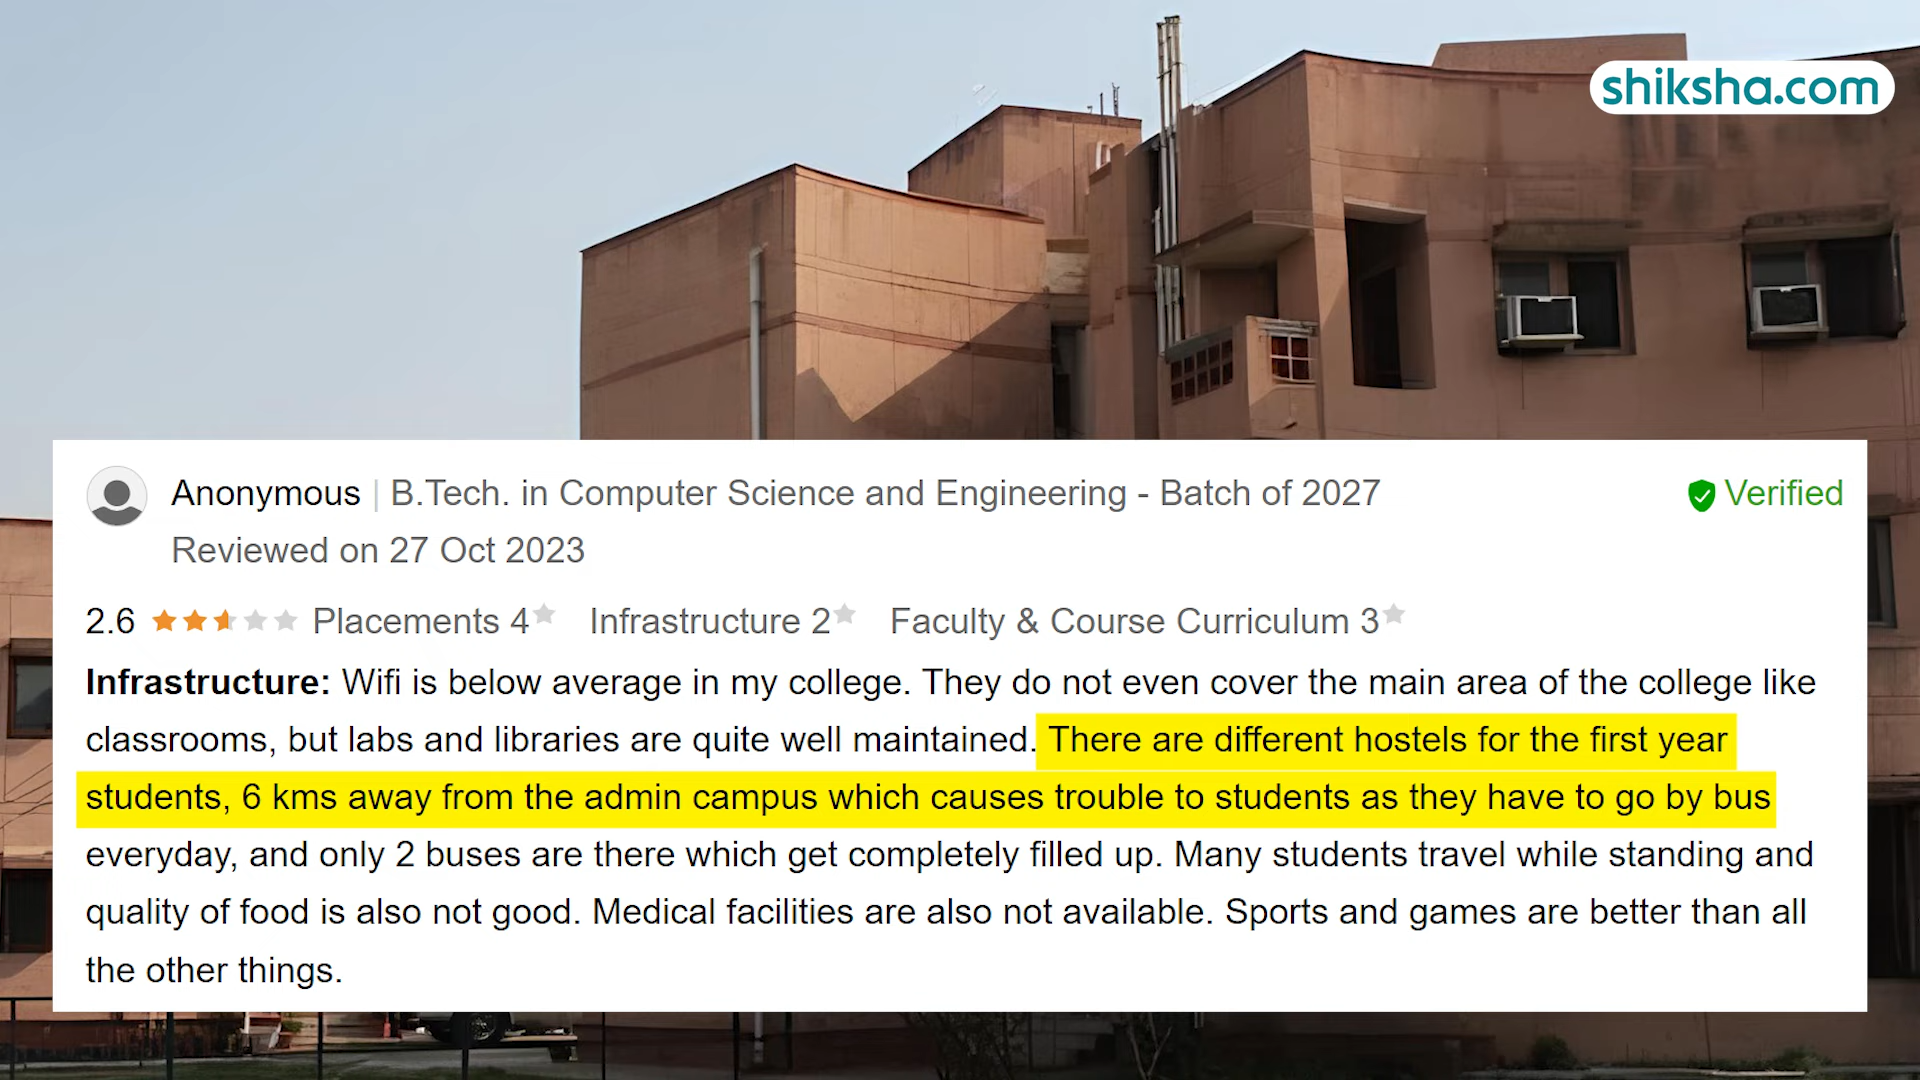 shiksha.com
Anonymous | B.Tech. in Computer Science and Engineering - Batch of 2027
Verified
Reviewed on 27 Oct 2023
2.6 Placements 4 Infrastructure 2 Faculty & Course Curriculum 3
Infrastructure: Wifi is below average in my college. They do not even cover the main area of the college like
classrooms, but labs and libraries are quite well maintained. There are different hostels for the first year
students, 6 kms away from the admin campus which causes trouble to students as they have to go by bus
everyday, and only 2 buses are there which get completely filled up. Many students travel while standing and
quality of food is also not good. Medical facilities are also not available. Sports and games are better than all
the other things.